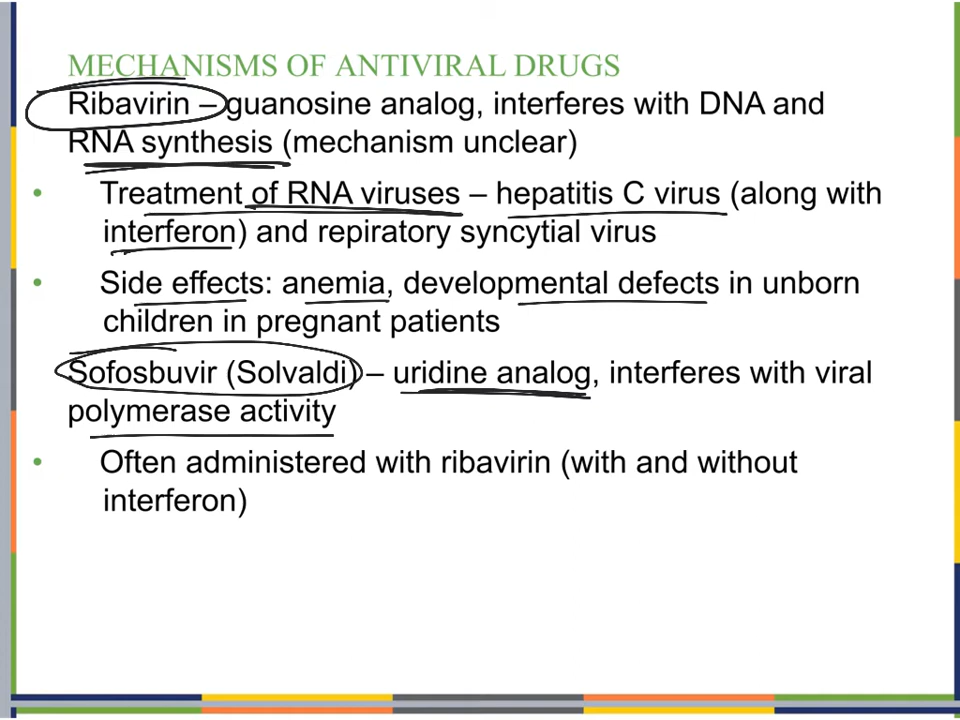 MECHANISMS OF ANTIVIRAL DRUGS
Ribavirin – guanosine analog, interferes with DNA and
RNA synthesis (mechanism unclear)
• Treatment of RNA viruses – hepatitis C virus (along with
interferon) and repiratory syncytial virus
• Side effects: anemia, developmental defects in unborn
children in pregnant patients
Sofosbuvir (Solvaldi) – uridine analog, interferes with viral
polymerase activity
• Often administered with ribavirin (with and without
interferon)